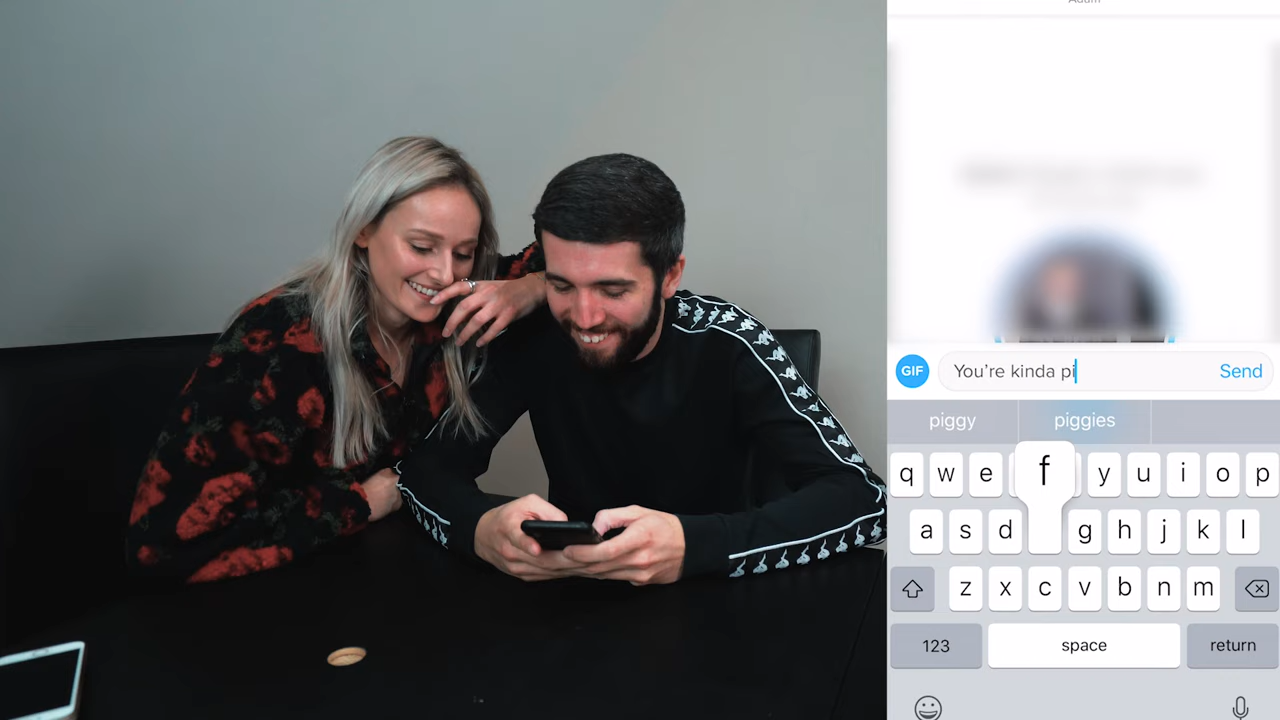 GIF
You’re kinda pi
Send
piggy piggies
q w e f y u i o p
a s d g h j k l
z x c v b n m
123 space return